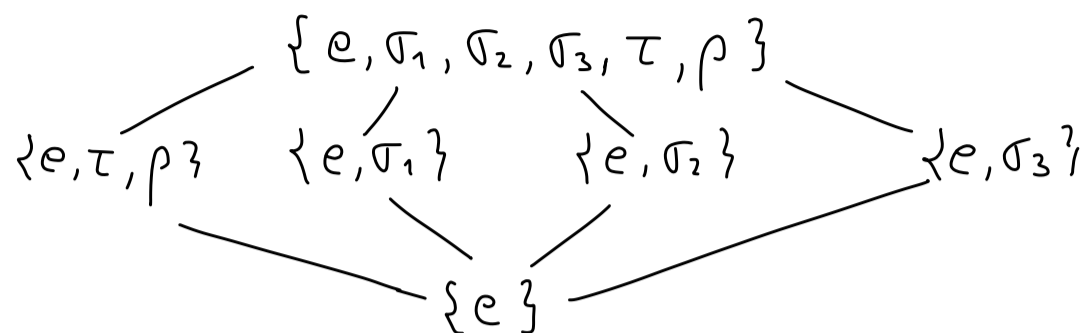 {e, σ₁, σ₂, σ₃, τ, ρ}
{e, τ, ρ} {e, σ₁} {e, σ₂} {e, σ₃}
{e}